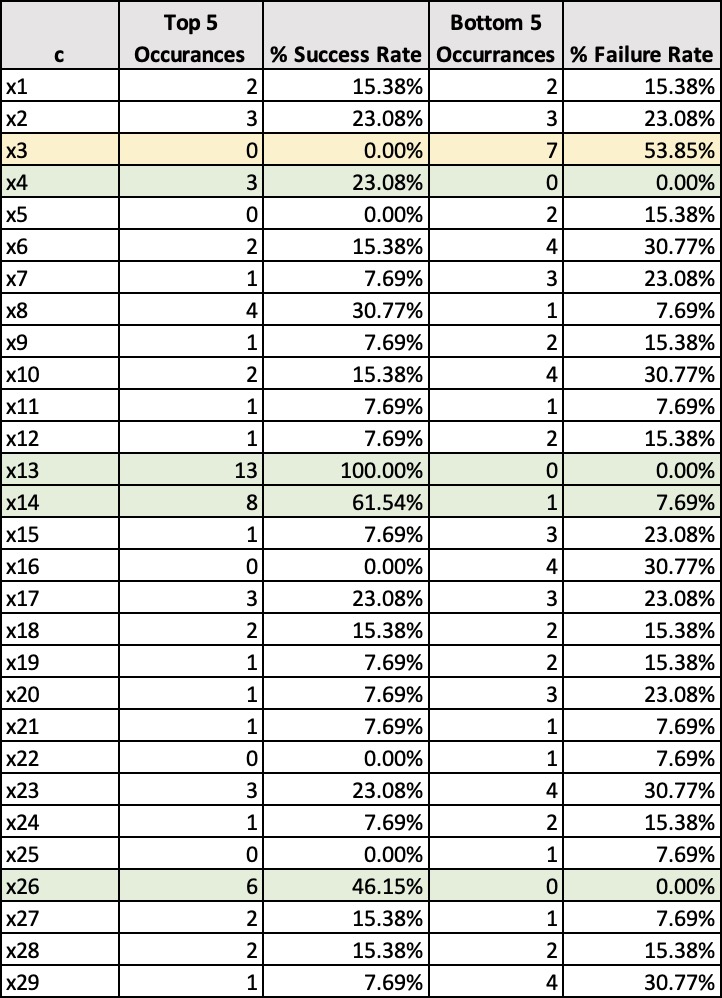 c Top 5 Occurances % Success Rate Bottom 5 Occurrances % Failure Rate
x1 2 15.38% 2 15.38%
x2 3 23.08% 3 23.08%
x3 0 0.00% 7 53.85%
x4 3 23.08% 0 0.00%
x5 0 0.00% 2 15.38%
x6 2 15.38% 4 30.77%
x7 1 7.69% 3 23.08%
x8 4 30.77% 1 7.69%
x9 1 7.69% 2 15.38%
x10 2 15.38% 4 30.77%
x11 1 7.69% 1 7.69%
x12 1 7.69% 2 15.38%
x13 13 100.00% 0 0.00%
x14 8 61.54% 1 7.69%
x15 1 7.69% 3 23.08%
x16 0 0.00% 4 30.77%
x17 3 23.08% 3 23.08%
x18 2 15.38% 2 15.38%
x19 1 7.69% 2 15.38%
x20 1 7.69% 3 23.08%
x21 1 7.69% 1 7.69%
x22 0 0.00% 1 7.69%
x23 3 23.08% 4 30.77%
x24 1 7.69% 2 15.38%
x25 0 0.00% 1 7.69%
x26 6 46.15% 0 0.00%
x27 2 15.38% 1 7.69%
x28 2 15.38% 2 15.38%
x29 1 7.69% 4 30.77%